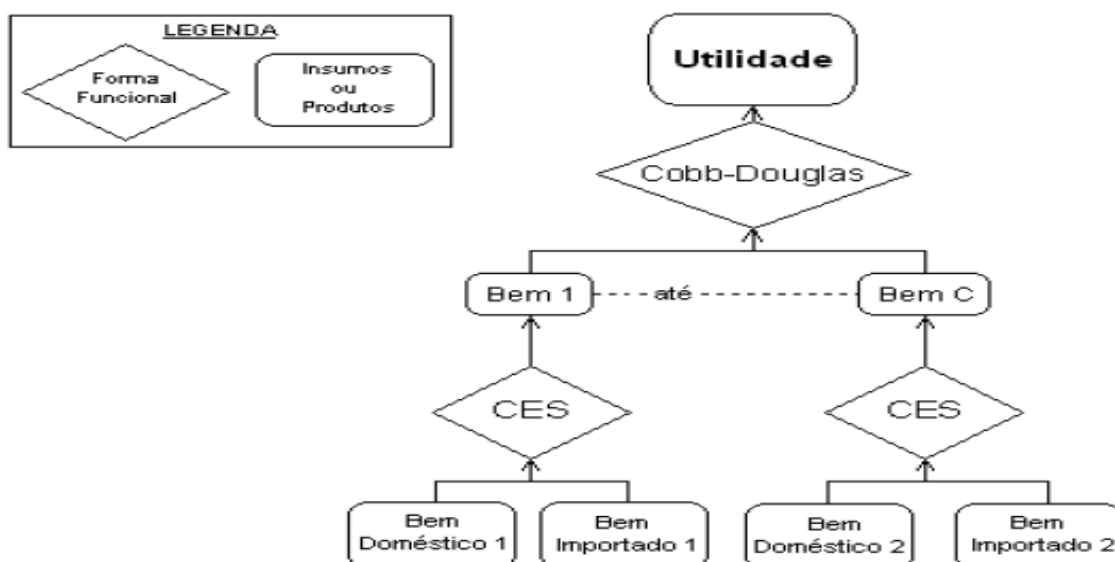 LEGENDA
Forma
Funcional
Insumos
ou
Produtos
Utilidade
Cobb-Douglas
Bem 1
até
Bem C
CES
CES
Bem
Doméstico 1
Bem
Importado 1
Bem
Doméstico 2
Bem
Importado 2